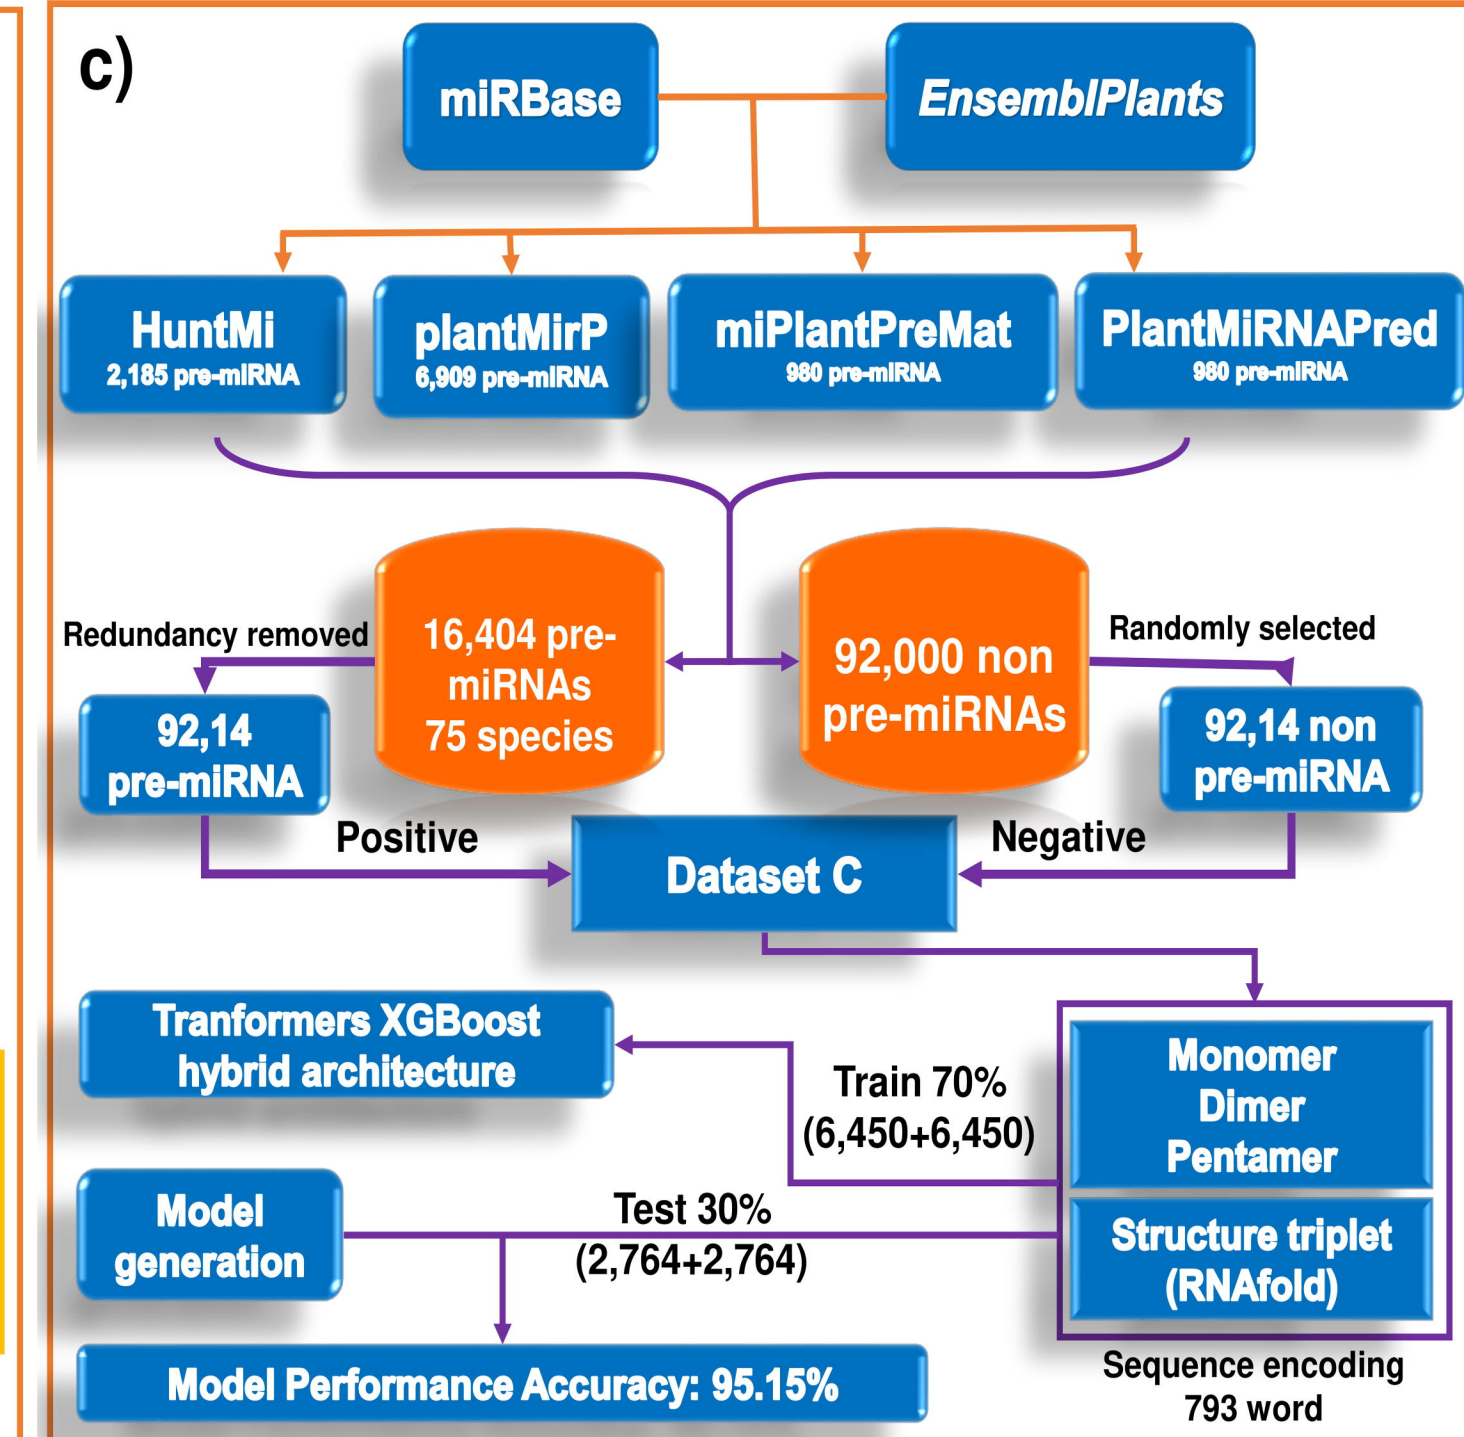 c)
miRBase
EnsemblPlants
HuntMi
2,185 pre-miRNA
plantMirP
6,909 pre-miRNA
miPlantPreMat
980 pre-miRNA
PlantMiRNAPred
980 pre-miRNA
Redundancy removed
16,404 pre-
miRNAs
75 species
92,000 non
pre-miRNAs
Randomly selected
92,14
pre-miRNA
92,14 non
pre-miRNA
Positive
Negative
Dataset C
Tranformers XGBoost
hybrid architecture
Train 70%
(6,450+6,450)
Monomer
Dimer
Pentamer
Model
generation
Test 30%
(2,764+2,764)
Structure triplet
(RNAfold)
Model Performance Accuracy: 95.15%
Sequence encoding
793 word